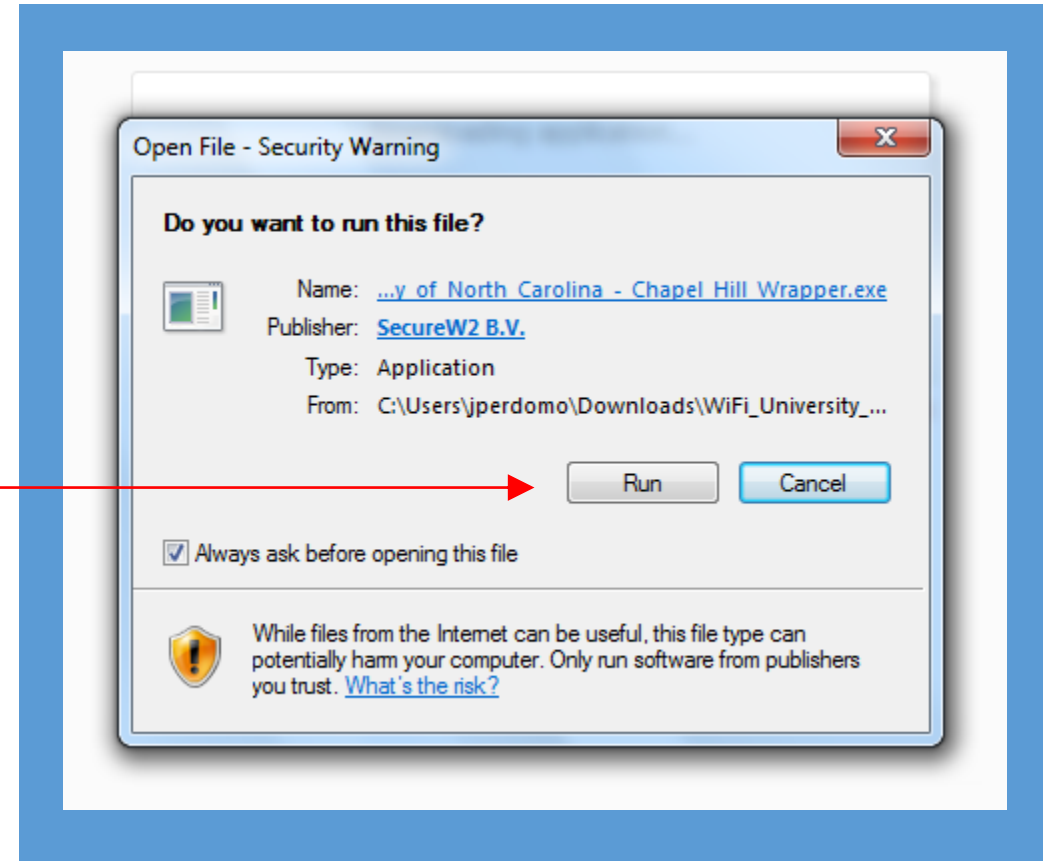 Open File - Security Warning
Do you want to run this file?
Name: ...y of North Carolina - Chapel Hill Wrapper.exe
Publisher: SecureW2 B.V.
Type: Application
From: C:\Users\jperdomo\Downloads\WiFi_University_...
Run Cancel
Always ask before opening this file
While files from the Internet can be useful, this file type can
potentially harm your computer. Only run software from publishers
you trust. What's the risk?